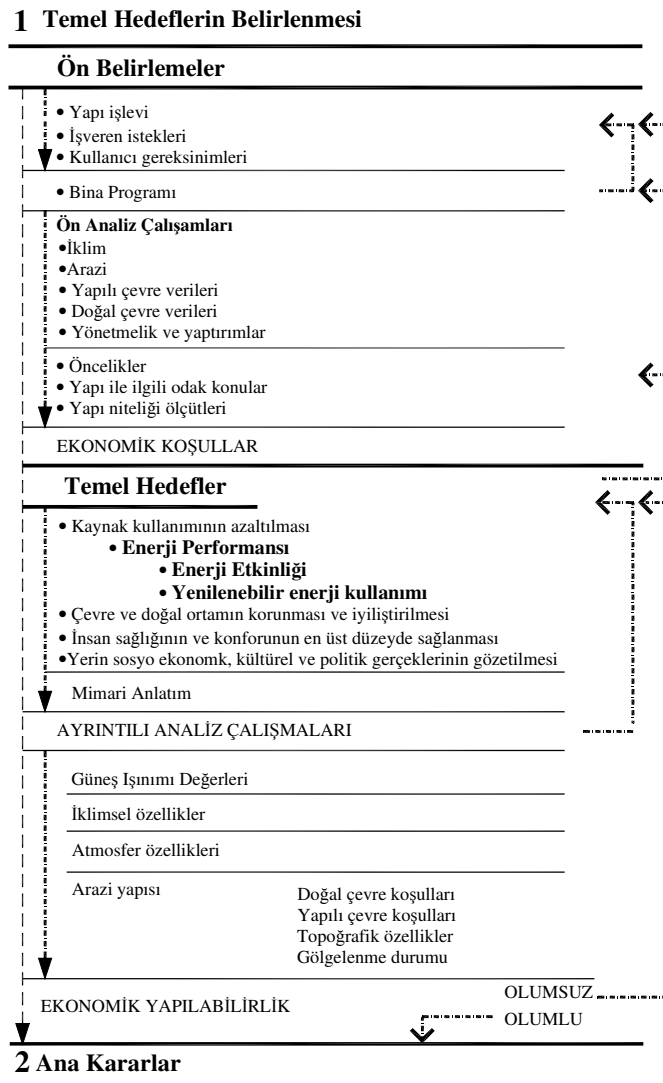 1 Temel Hedeflerin Belirlenmesi
Ön Belirlemeler
• Yapı işlevi
• İşveren istekleri
• Kullanıcı gereksinimleri
• Bina Programı
Ön Analiz Çalışamları
•İklim
•Arazi
• Yapılı çevre verileri
• Doğal çevre verileri
• Yönetmelik ve yaptırımlar
• Öncelikler
• Yapı ile ilgili odak konular
• Yapı niteliği ölçütleri
EKONOMİK KOŞULLAR
Temel Hedefler
• Kaynak kullanımının azaltılması
• Enerji Performansı
• Enerji Etkinliği
• Yenilenebilir enerji kullanımı
• Çevre ve doğal ortamın korunması ve iyiliştirilmesi
• İnsan sağlığının ve konforunun en üst düzeyde sağlanması
•Yerin sosyo ekonomk, kültürel ve politik gerçeklerinin gözetilmesi
Mimari Anlatım
AYRINTILI ANALİZ ÇALIŞMALARI
Güneş Işınımı Değerleri
İklimsel özellikler
Atmosfer özellikleri
Arazi yapısı
Doğal çevre koşulları
Yapılı çevre koşulları
Topoğrafik özellikler
Gölgelenme durumu
EKONOMİK YAPILABİLİRLİK
OLUMSUZ
OLUMLU
2 Ana Kararlar